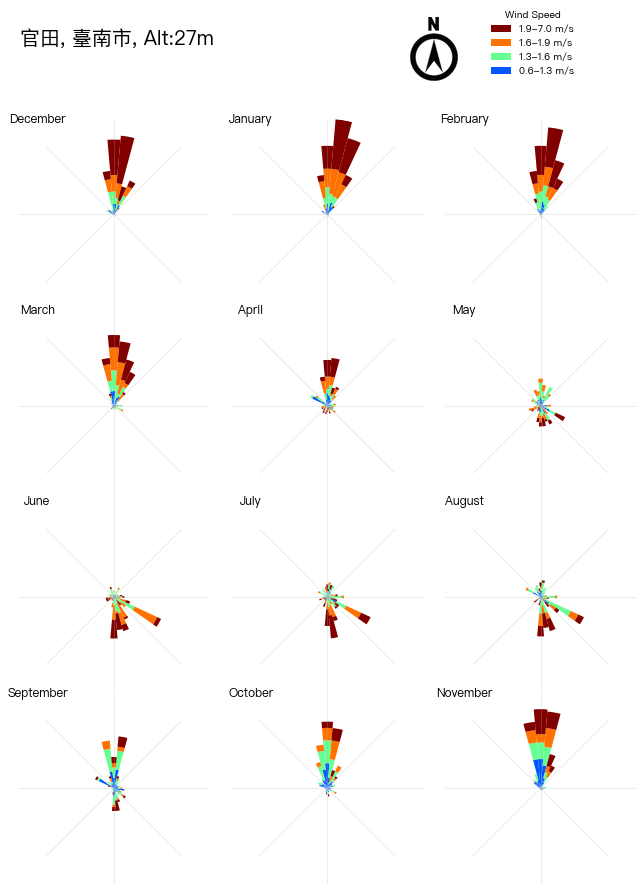 官田, 臺南市, Alt:27m
N
Wind Speed
1.9–7.0 m/s
1.6–1.9 m/s
1.3–1.6 m/s
0.6–1.3 m/s
December
January
February
March
April
May
June
July
August
September
October
November